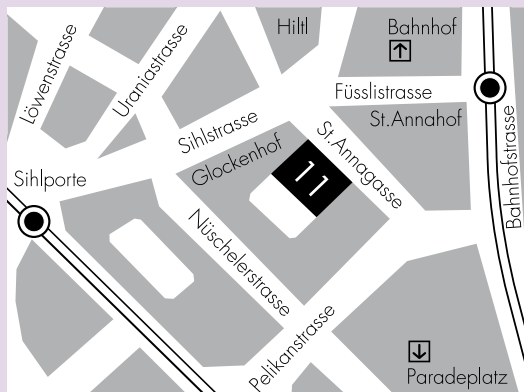 Hiltl
Bahnhof
Löwenstrasse
Uraniastrasse
Füsslistrasse
St.Annahof
Sihlstrasse
Glockenhof
St.Annagasse
11
Sihlporte
Bahnhofstrasse
Nüschelerstrasse
Pelikanstrasse
Paradeplatz